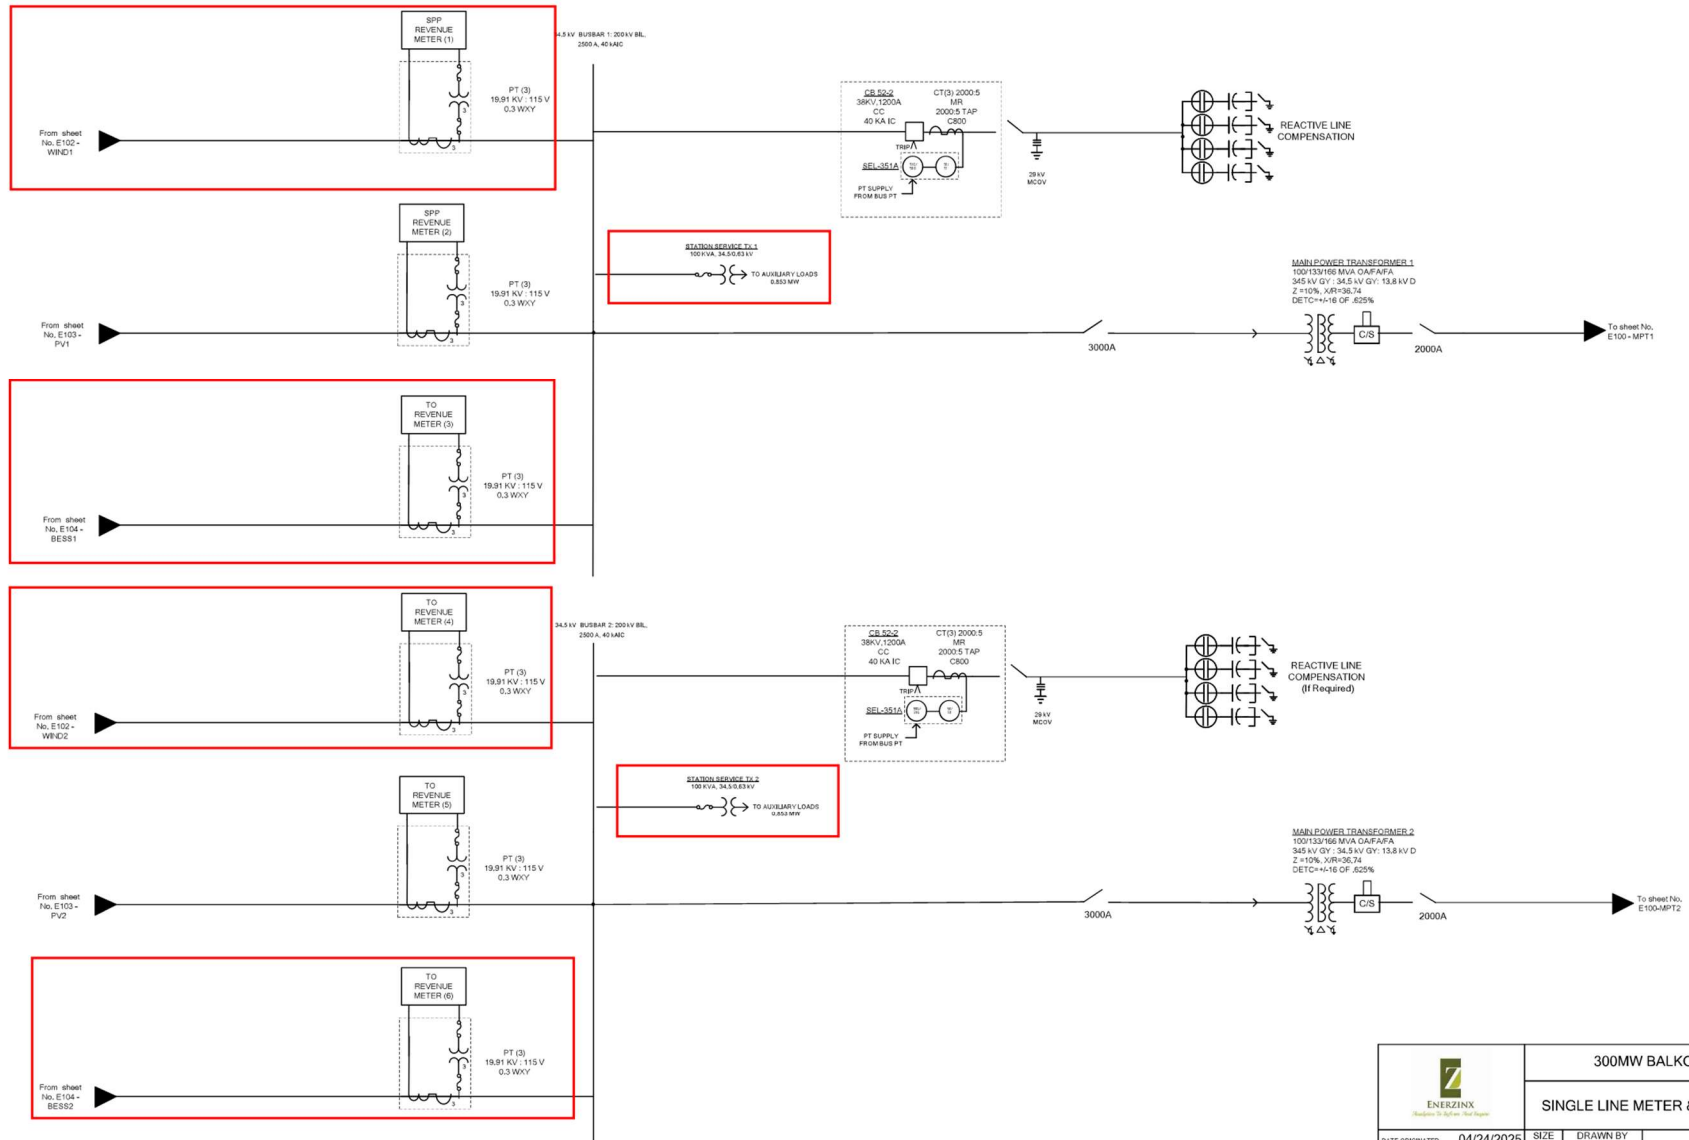 SPP
REVENUE
METER (1)
PT (3)
19.91 KV : 115 V
0.3 WXY
3
3
From sheet
No. E102 -
WIND1
4.5 kV BUSBAR 1: 200 kV BIL,
2500 A, 40 kAIC
CB 52-2
38KV,1200A
CC
40 KA IC
CT(3) 2000:5
MR
2000:5 TAP
C800
TRIP
SEL-351A
PT SUPPLY
FROM BUS PT
29 kV
MCOV
REACTIVE LINE
COMPENSATION
SPP
REVENUE
METER (2)
PT (3)
19.91 KV : 115 V
0.3 WXY
3
3
From sheet
No. E103 -
PV1
STATION SERVICE TX 1
100 KVA, 34.5/0.63 kV
TO AUXILIARY LOADS
0.853 MW
3000A
MAIN POWER TRANSFORMER 1
100/133/166 MVA OA/FA/FA
345 kV GY : 34.5 kV GY: 13.8 kV D
Z =10%, X/R=36.74
DETC=+/-16 OF .625%
C/S
2000A
To sheet No.
E100 - MPT1
TO
REVENUE
METER (3)
PT (3)
19.91 KV : 115 V
0.3 WXY
3
3
From sheet
No. E104 -
BESS1
TO
REVENUE
METER (4)
PT (3)
19.91 KV : 115 V
0.3 WXY
3
3
From sheet
No. E102 -
WIND2
34.5 kV BUSBAR 2: 200 kV BIL,
2500 A, 40 kAIC
CB 52-2
38KV,1200A
CC
40 KA IC
CT(3) 2000:5
MR
2000:5 TAP
C800
TRIP
SEL-351A
PT SUPPLY
FROM BUS PT
29 kV
MCOV
REACTIVE LINE
COMPENSATION
(If Required)
TO
REVENUE
METER (5)
PT (3)
19.91 KV : 115 V
0.3 WXY
3
3
From sheet
No. E103 -
PV2
STATION SERVICE TX 2
100 KVA, 34.5/0.63 kV
TO AUXILIARY LOADS
0.853 MW
3000A
MAIN POWER TRANSFORMER 2
100/133/166 MVA OA/FA/FA
345 kV GY : 34.5 kV GY: 13.8 kV D
Z =10%, X/R=36.74
DETC=+/-16 OF .625%
C/S
2000A
To sheet No.
E100-MPT2
TO
REVENUE
METER (6)
PT (3)
19.91 KV : 115 V
0.3 WXY
3
3
From sheet
No. E104 -
BESS2
Z
ENERZINX
300MW BALKO
SINGLE LINE METER &
04/24/2025
SIZE
DRAWN BY